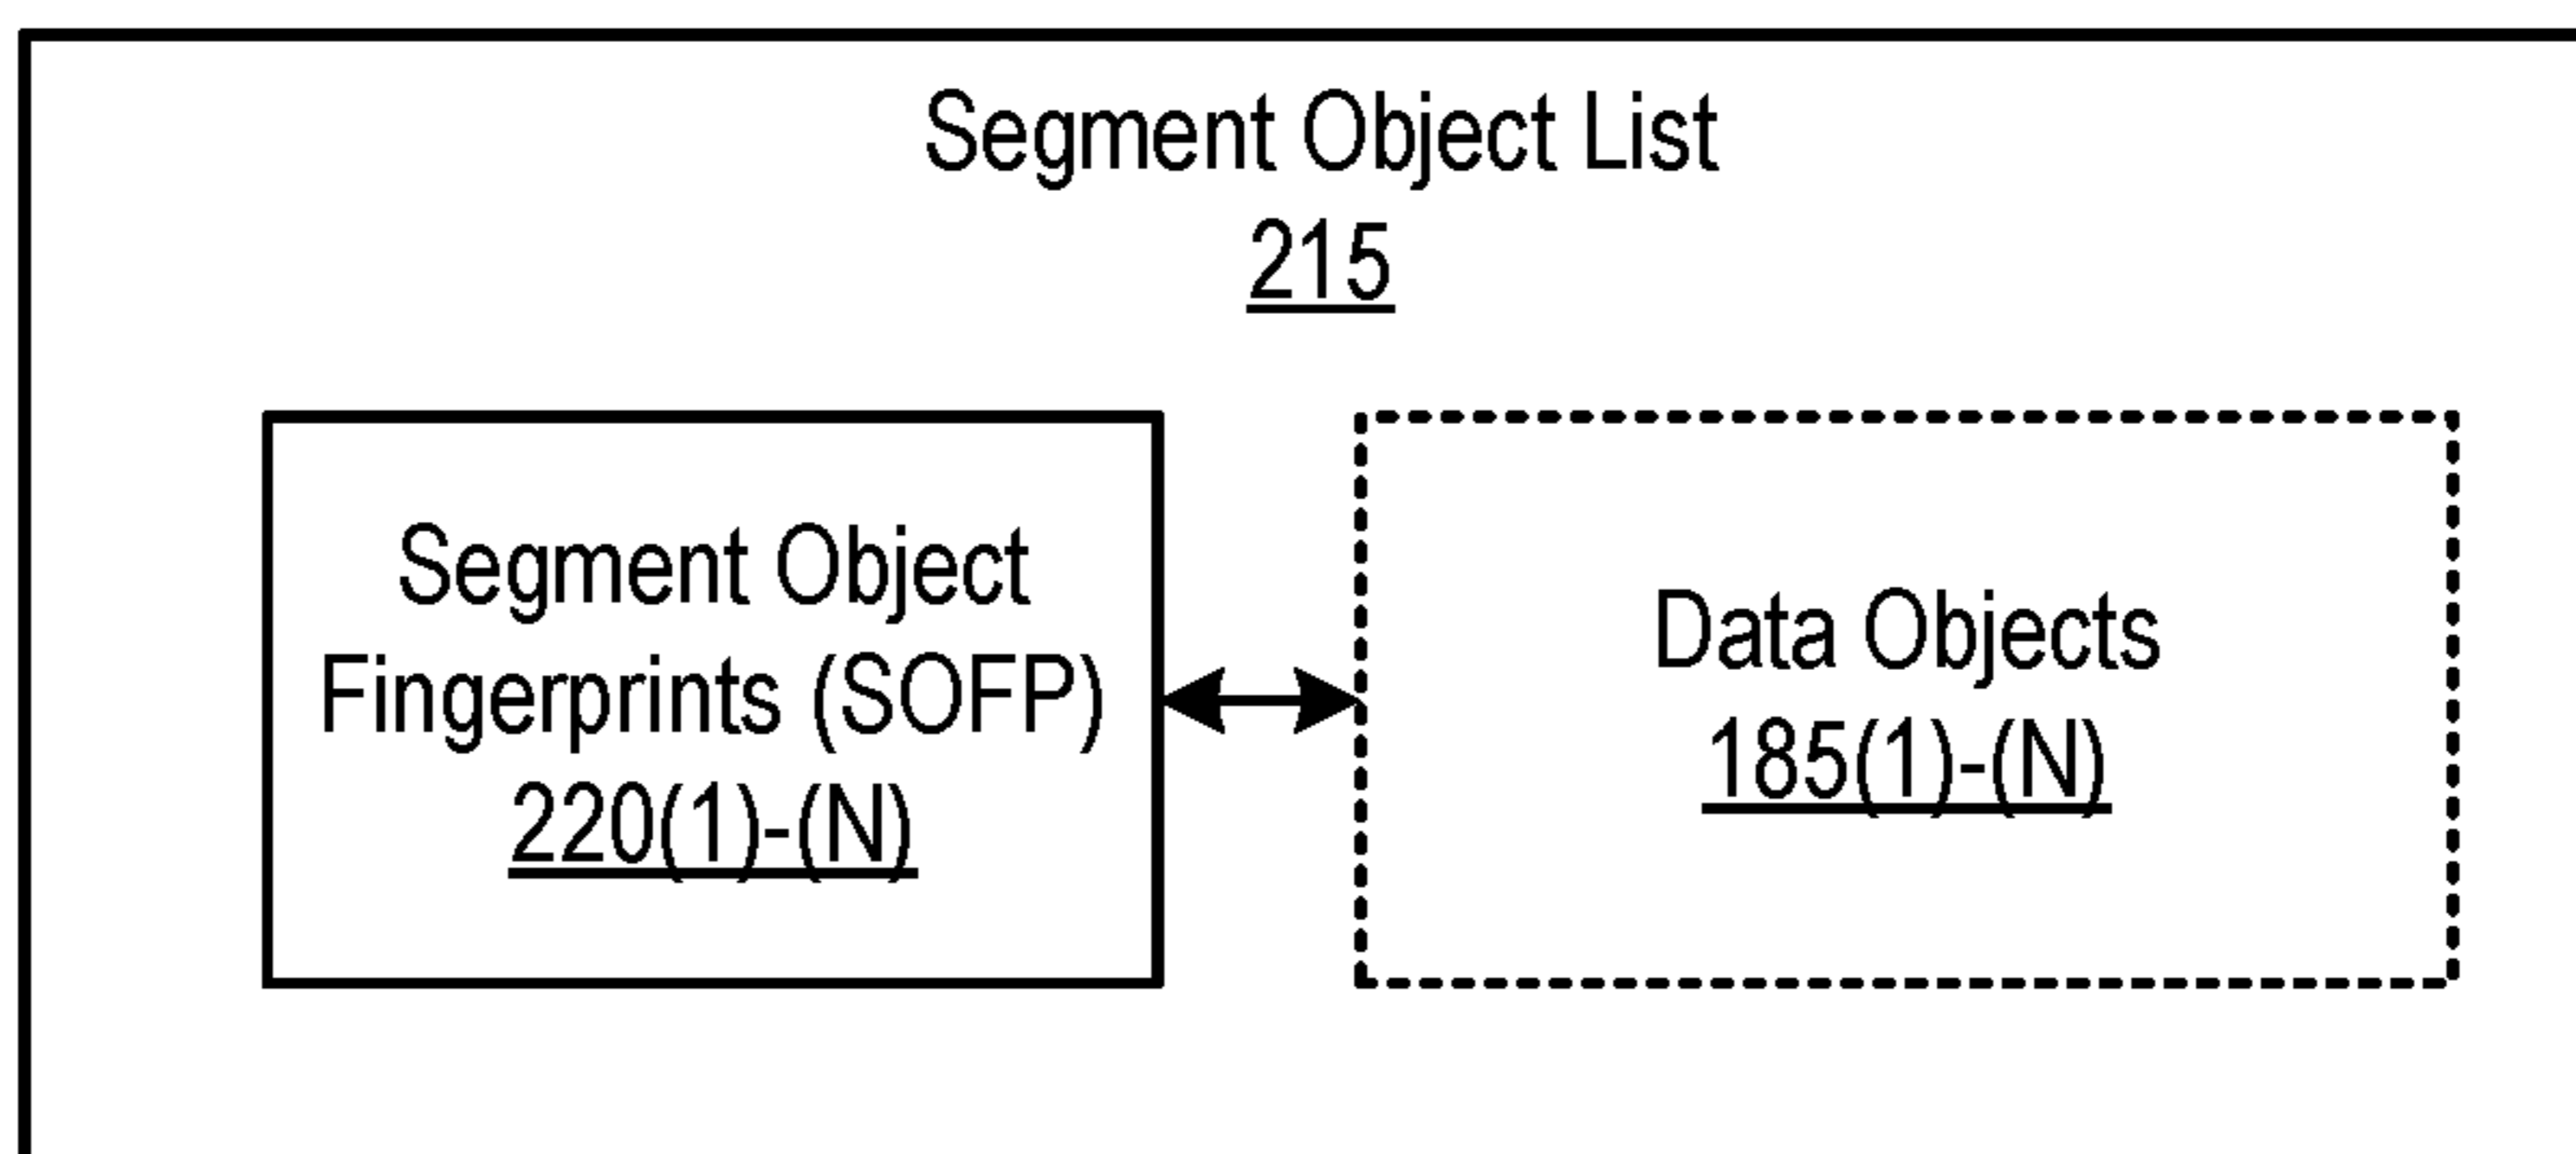 Segment Object List
215
Segment Object
Fingerprints (SOFP)
220(1)-(N)
Data Objects
185(1)-(N)